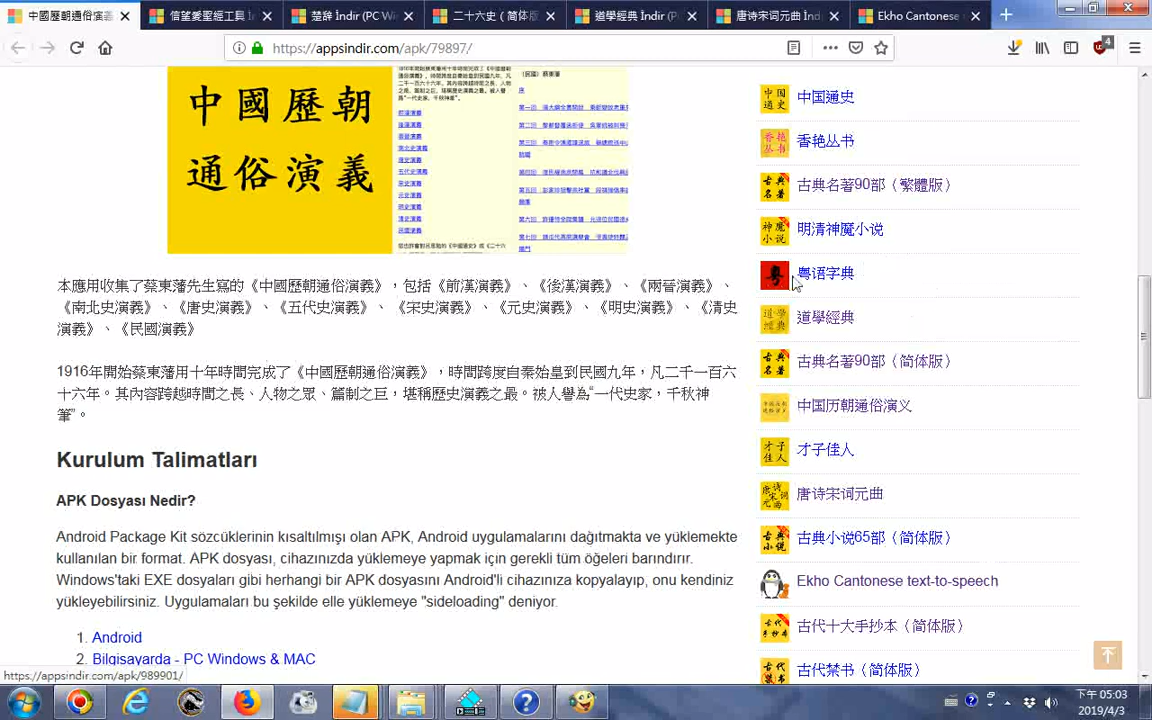 中國歷朝通俗演義
信望愛聖經工具 İndir
楚辞 İndir (PC Wi
二十六史（简体版
道學經典 İndir (PC
唐诗宋词元曲 İndi
Ekho Cantonese
https://appsindir.com/apk/79897/
4
中國歷朝
通俗演義
本應用收集了蔡東藩先生寫的《中國歷朝通俗演義》，包括《前漢演義》、《後漢演義》、《兩晉演義》、
《南北史演義》、《唐史演義》、《五代史演義》、《宋史演義》、《元史演義》、《明史演義》、《清史
演義》、《民國演義》
1916年開始蔡東藩用十年時間完成了《中國歷朝通俗演義》，時間跨度自秦始皇到民國九年，凡二千一百六
十六年。其內容跨越時間之長、人物之眾、篇制之巨，堪稱歷史演義之最。被人譽為“一代史家，千秋神
筆”。
Kurulum Talimatları
APK Dosyası Nedir?
Android Package Kit sözcüklerinin kısaltılmışı olan APK, Android uygulamalarını dağıtmakta ve yüklemekte
kullanılan bir format. APK dosyası, cihazınızda yüklemeye yapmak için gerekli tüm öğeleri barındırır.
Windows'taki EXE dosyaları gibi herhangi bir APK dosyasını Android'li cihazınıza kopyalayıp, onu kendiniz
yükleyebilirsiniz. Uygulamaları bu şekilde elle yüklemeye "sideloading" deniyor.
1. Android
2. Bilgisayarda - PC Windows & MAC
https://appsindir.com/apk/989901/
中国通史
香艳丛书
古典名著90部（繁體版）
明清神魔小说
粤语字典
道學經典
古典名著90部（简体版）
中国历朝通俗演义
才子佳人
唐诗宋词元曲
古典小说65部（简体版）
Ekho Cantonese text-to-speech
古代十大手抄本（简体版）
古代禁书（简体版）
下午 05:03
2019/4/3